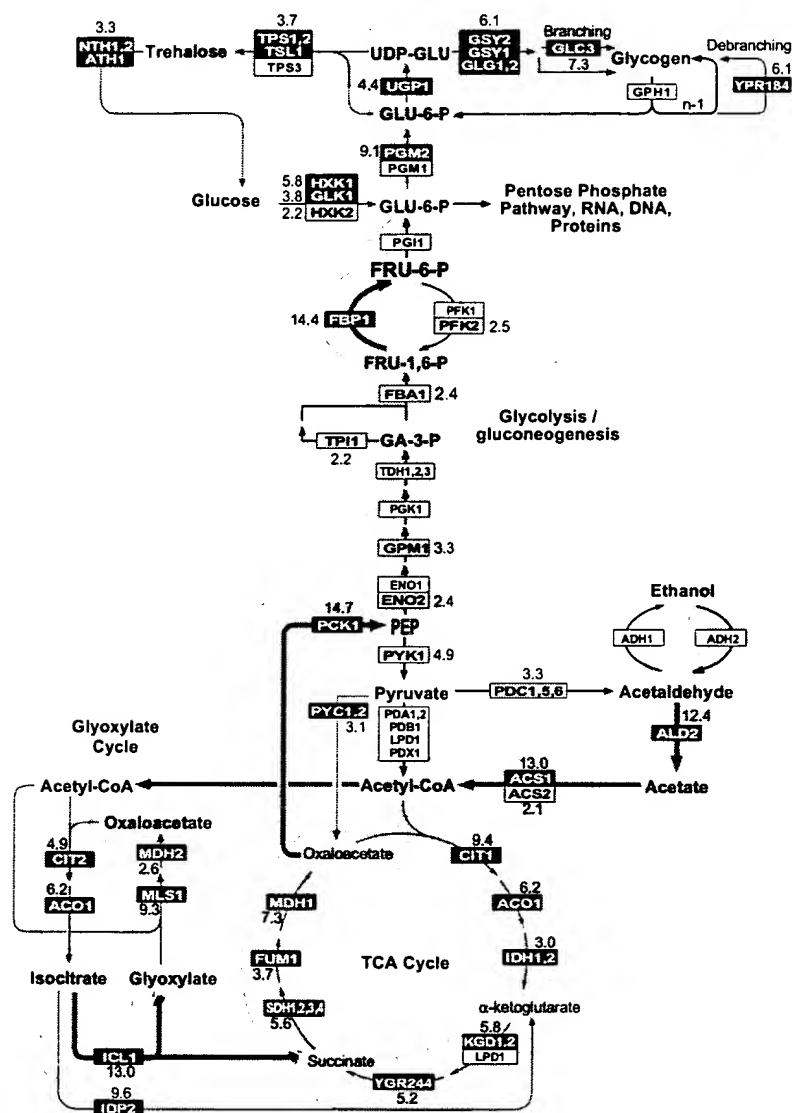 3.3
NTH1,2
ATH1
Trehalose
3.7
TPS1,2
TSL1
TPS3
UDP-GLU
6.1
GSY2
GSY1
GLG1,2
Branching
GLC3
7.3
Glycogen
Debranching
6.1
YPR184
GPH1
n-1
4.4
UGP1
GLU-6-P
9.1
PGM2
PGM1
Glucose
5.8
HXK1
3.8
GLK1
2.2
HXK2
GLU-6-P
Pentose Phosphate
Pathway, RNA, DNA,
Proteins
PGI1
FRU-6-P
14.4
FBP1
PFK1
PFK2
2.5
FRU-1,6-P
FBA1
2.4
Glycolysis /
gluconeogenesis
TPI1
2.2
GA-3-P
TDH1,2,3
PGK1
GPM1
3.3
ENO1
ENO2
2.4
14.7
PCK1
PEP
PYK1
4.9
Ethanol
ADH1
ADH2
Pyruvate
3.3
PDC1,5,6
Acetaldehyde
PYC1,2
3.1
PDA1,2
PDB1
LPD1
PDX1
12.4
ALD2
Glyoxylate
Cycle
Acetyl-CoA
Acetyl-CoA
13.0
ACS1
ACS2
2.1
Acetate
Oxaloacetate
4.9
CIT2
MDH2
2.6
6.2
ACO1
MLS1
9.3
Isocitrate
Glyoxylate
ICL1
13.0
9.6
IDP2
Oxaloacetate
9.4
CIT1
6.2
ACO1
3.0
IDH1,2
α-ketoglutarate
5.8
KGD1,2
LPD1
YGR244
5.2
Succinate
SDH1,2,3,4
5.6
FUM1
3.7
MDH1
7.3
TCA Cycle